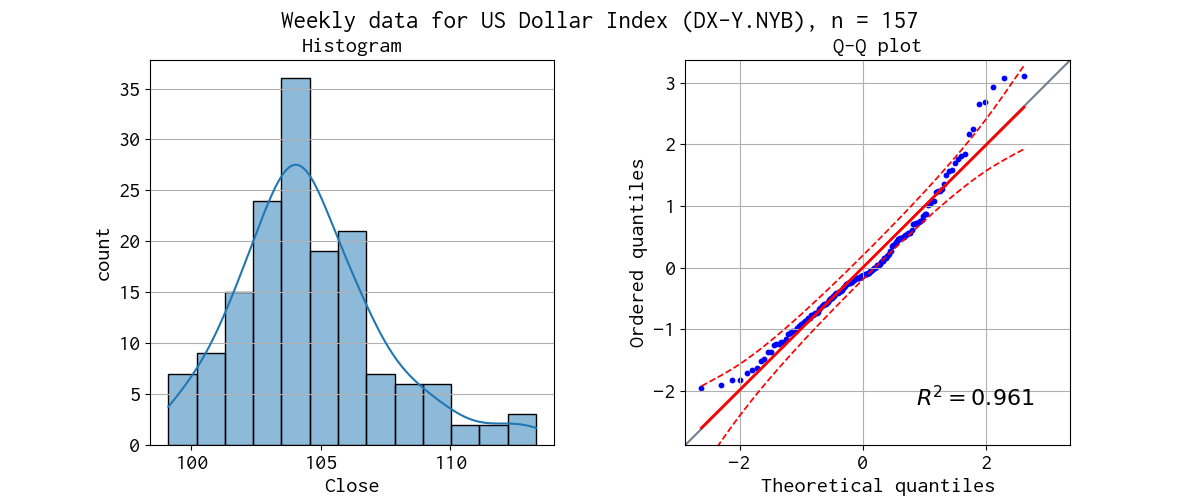 Weekly data for US Dollar Index (DX-Y.NYB), n = 157
Histogram
35
30
25
20
15
10
5
0
count
100 105 110
Close
Q-Q plot
3
2
1
0
−1
−2
Ordered quantiles
R² = 0.961
−2 0 2
Theoretical quantiles